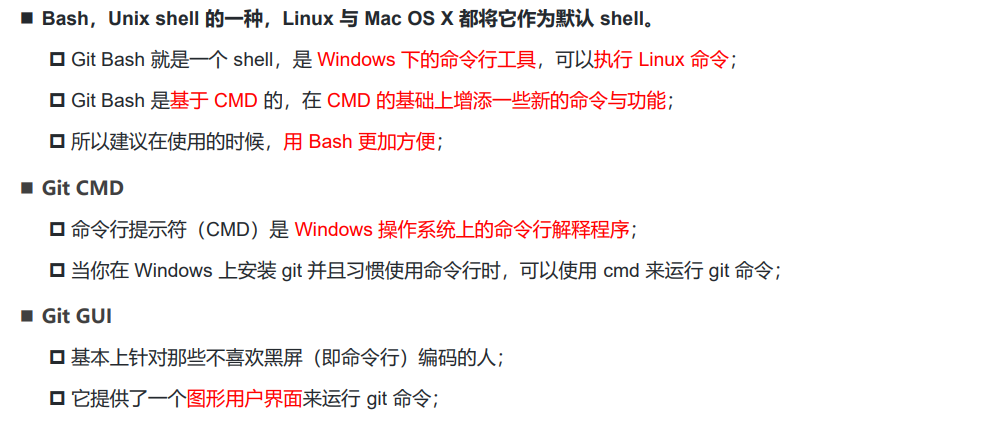 Bash，Unix shell 的一种，Linux 与 Mac OS X 都将它作为默认 shell。
Git Bash 就是一个 shell，是 Windows 下的命令行工具，可以执行 Linux 命令；
Git Bash 是基于 CMD 的，在 CMD 的基础上增添一些新的命令与功能；
所以建议在使用的时候，用 Bash 更加方便；
Git CMD
命令行提示符（CMD）是 Windows 操作系统上的命令行解释程序；
当你在 Windows 上安装 git 并且习惯使用命令行时，可以使用 cmd 来运行 git 命令；
Git GUI
基本上针对那些不喜欢黑屏（即命令行）编码的人；
它提供了一个图形用户界面来运行 git 命令；